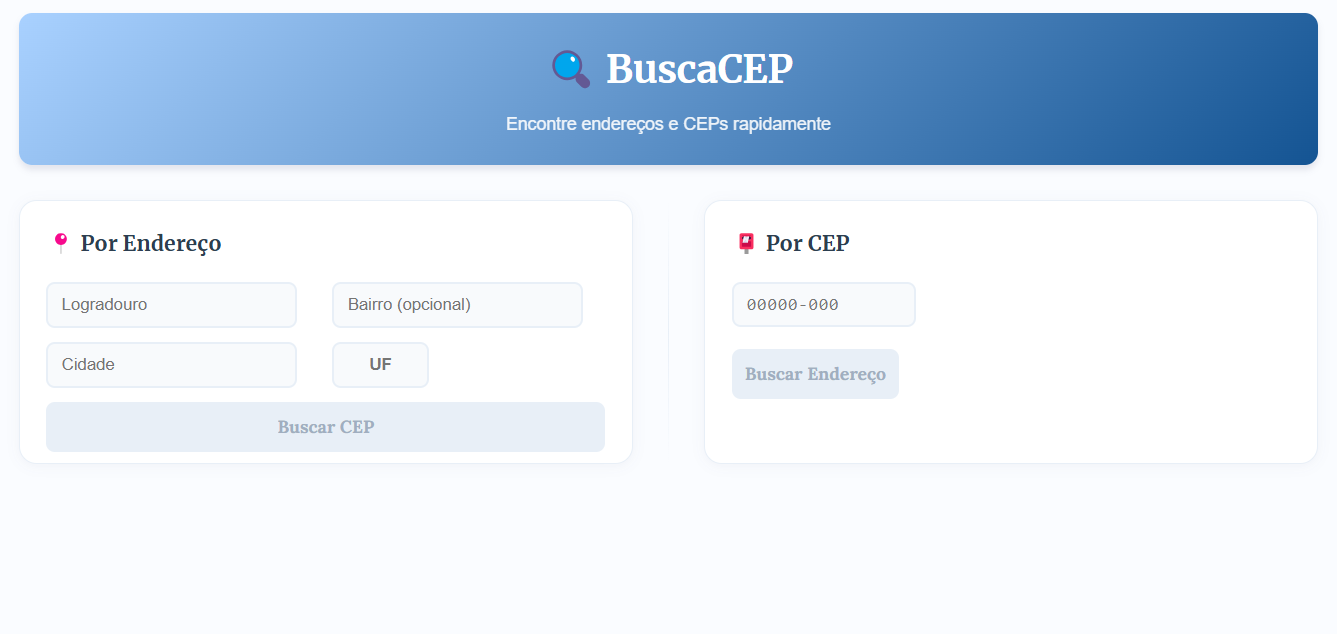 BuscaCEP
Encontre endereços e CEPs rapidamente
Por Endereço
Logradouro
Bairro (opcional)
Cidade
UF
Buscar CEP
Por CEP
00000-000
Buscar Endereço